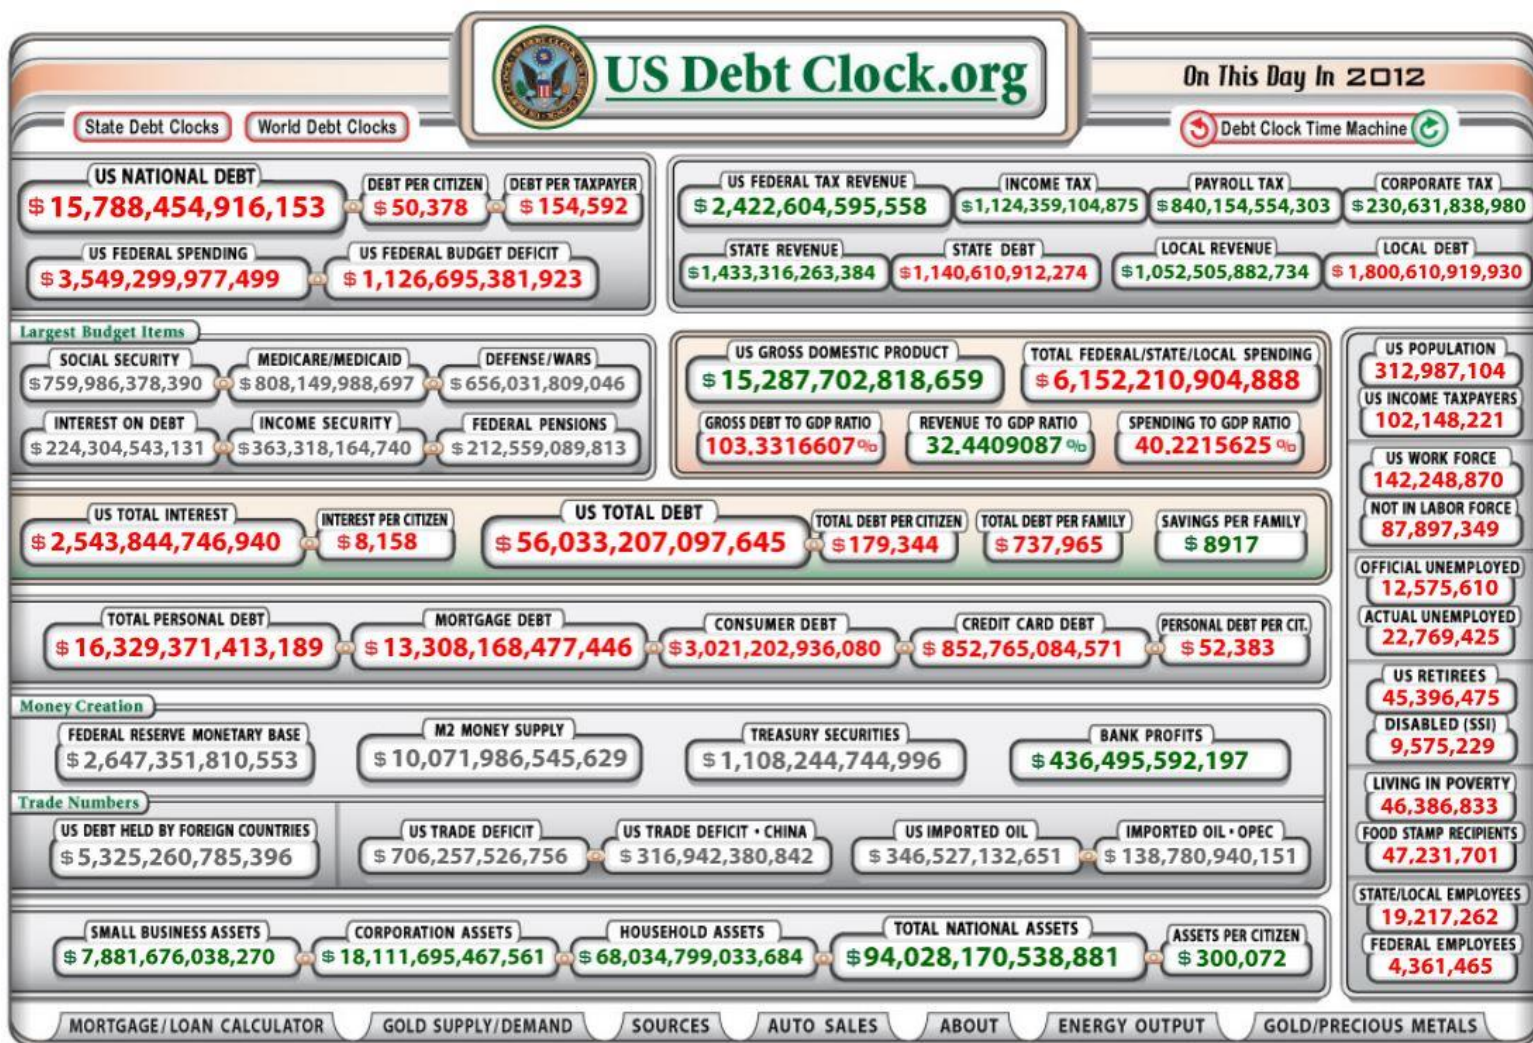 US Debt Clock.org
On This Day In 2012
State Debt Clocks
World Debt Clocks
Debt Clock Time Machine
US NATIONAL DEBT
$ 15,788,454,916,153
DEBT PER CITIZEN
$ 50,378
DEBT PER TAXPAYER
$ 154,592
US FEDERAL SPENDING
$ 3,549,299,977,499
US FEDERAL BUDGET DEFICIT
$ 1,126,695,381,923
US FEDERAL TAX REVENUE
$ 2,422,604,595,558
INCOME TAX
$1,124,359,104,875
PAYROLL TAX
$ 840,154,554,303
CORPORATE TAX
$ 230,631,838,980
STATE REVENUE
$1,433,316,263,384
STATE DEBT
$1,140,610,912,274
LOCAL REVENUE
$1,052,505,882,734
LOCAL DEBT
$ 1,800,610,919,930
Largest Budget Items
SOCIAL SECURITY
$759,986,378,390
MEDICARE/MEDICAID
$ 808,149,988,697
DEFENSE/WARS
$ 656,031,809,046
INTEREST ON DEBT
$ 224,304,543,131
INCOME SECURITY
$363,318,164,740
FEDERAL PENSIONS
$ 212,559,089,813
US GROSS DOMESTIC PRODUCT
$ 15,287,702,818,659
TOTAL FEDERAL/STATE/LOCAL SPENDING
$ 6,152,210,904,888
GROSS DEBT TO GDP RATIO
103.3316607%
REVENUE TO GDP RATIO
32.4409087 %
SPENDING TO GDP RATIO
40.2215625 %
US TOTAL INTEREST
$ 2,543,844,746,940
INTEREST PER CITIZEN
$ 8,158
US TOTAL DEBT
$ 56,033,207,097,645
TOTAL DEBT PER CITIZEN
$ 179,344
TOTAL DEBT PER FAMILY
$ 737,965
SAVINGS PER FAMILY
$ 8917
TOTAL PERSONAL DEBT
$ 16,329,371,413,189
MORTGAGE DEBT
$ 13,308,168,477,446
CONSUMER DEBT
$3,021,202,936,080
CREDIT CARD DEBT
$ 852,765,084,571
PERSONAL DEBT PER CIT.
$ 52,383
Money Creation
FEDERAL RESERVE MONETARY BASE
$ 2,647,351,810,553
M2 MONEY SUPPLY
$ 10,071,986,545,629
TREASURY SECURITIES
$ 1,108,244,744,996
BANK PROFITS
$ 436,495,592,197
Trade Numbers
US DEBT HELD BY FOREIGN COUNTRIES
$ 5,325,260,785,396
US TRADE DEFICIT
$ 706,257,526,756
US TRADE DEFICIT • CHINA
$ 316,942,380,842
US IMPORTED OIL
$ 346,527,132,651
IMPORTED OIL • OPEC
$ 138,780,940,151
SMALL BUSINESS ASSETS
$ 7,881,676,038,270
CORPORATION ASSETS
$ 18,111,695,467,561
HOUSEHOLD ASSETS
$ 68,034,799,033,684
TOTAL NATIONAL ASSETS
$94,028,170,538,881
ASSETS PER CITIZEN
$ 300,072
US POPULATION
312,987,104
US INCOME TAXPAYERS
102,148,221
US WORK FORCE
142,248,870
NOT IN LABOR FORCE
87,897,349
OFFICIAL UNEMPLOYED
12,575,610
ACTUAL UNEMPLOYED
22,769,425
US RETIREES
45,396,475
DISABLED (SSI)
9,575,229
LIVING IN POVERTY
46,386,833
FOOD STAMP RECIPIENTS
47,231,701
STATE/LOCAL EMPLOYEES
19,217,262
FEDERAL EMPLOYEES
4,361,465
MORTGAGE/LOAN CALCULATOR
GOLD SUPPLY/DEMAND
SOURCES
AUTO SALES
ABOUT
ENERGY OUTPUT
GOLD/PRECIOUS METALS